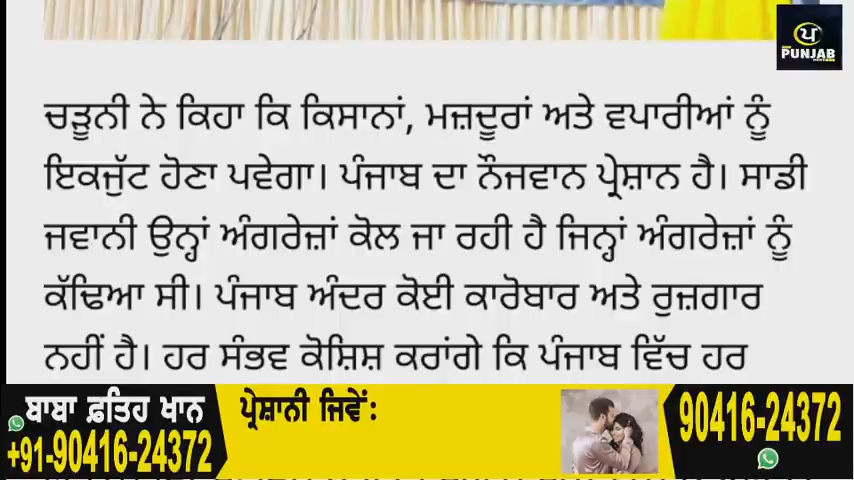 ਪ
PUNJAB
ਚੜੂਨੀ ਨੇ ਕਿਹਾ ਕਿ ਕਿਸਾਨਾਂ, ਮਜ਼ਦੂਰਾਂ ਅਤੇ ਵਪਾਰੀਆਂ ਨੂੰ
ਇਕਜੁੱਟ ਹੋਣਾ ਪਵੇਗਾ। ਪੰਜਾਬ ਦਾ ਨੌਜਵਾਨ ਪ੍ਰੇਸ਼ਾਨ ਹੈ। ਸਾਡੀ
ਜਵਾਨੀ ਉਨ੍ਹਾਂ ਅੰਗਰੇਜ਼ਾਂ ਕੋਲ ਜਾ ਰਹੀ ਹੈ ਜਿਨ੍ਹਾਂ ਅੰਗਰੇਜ਼ਾਂ ਨੂੰ
ਕੱਢਿਆ ਸੀ। ਪੰਜਾਬ ਅੰਦਰ ਕੋਈ ਕਾਰੋਬਾਰ ਅਤੇ ਰੁਜ਼ਗਾਰ
ਨਹੀਂ ਹੈ। ਹਰ ਸੰਭਵ ਕੋਸ਼ਿਸ਼ ਕਰਾਂਗੇ ਕਿ ਪੰਜਾਬ ਵਿੱਚ ਹਰ
ਬਾਬਾ ਫ਼ਤਿਹ ਖਾਨ
+91-90416-24372
ਪ੍ਰੇਸ਼ਾਨੀ ਜਿਵੇਂ:
90416-24372